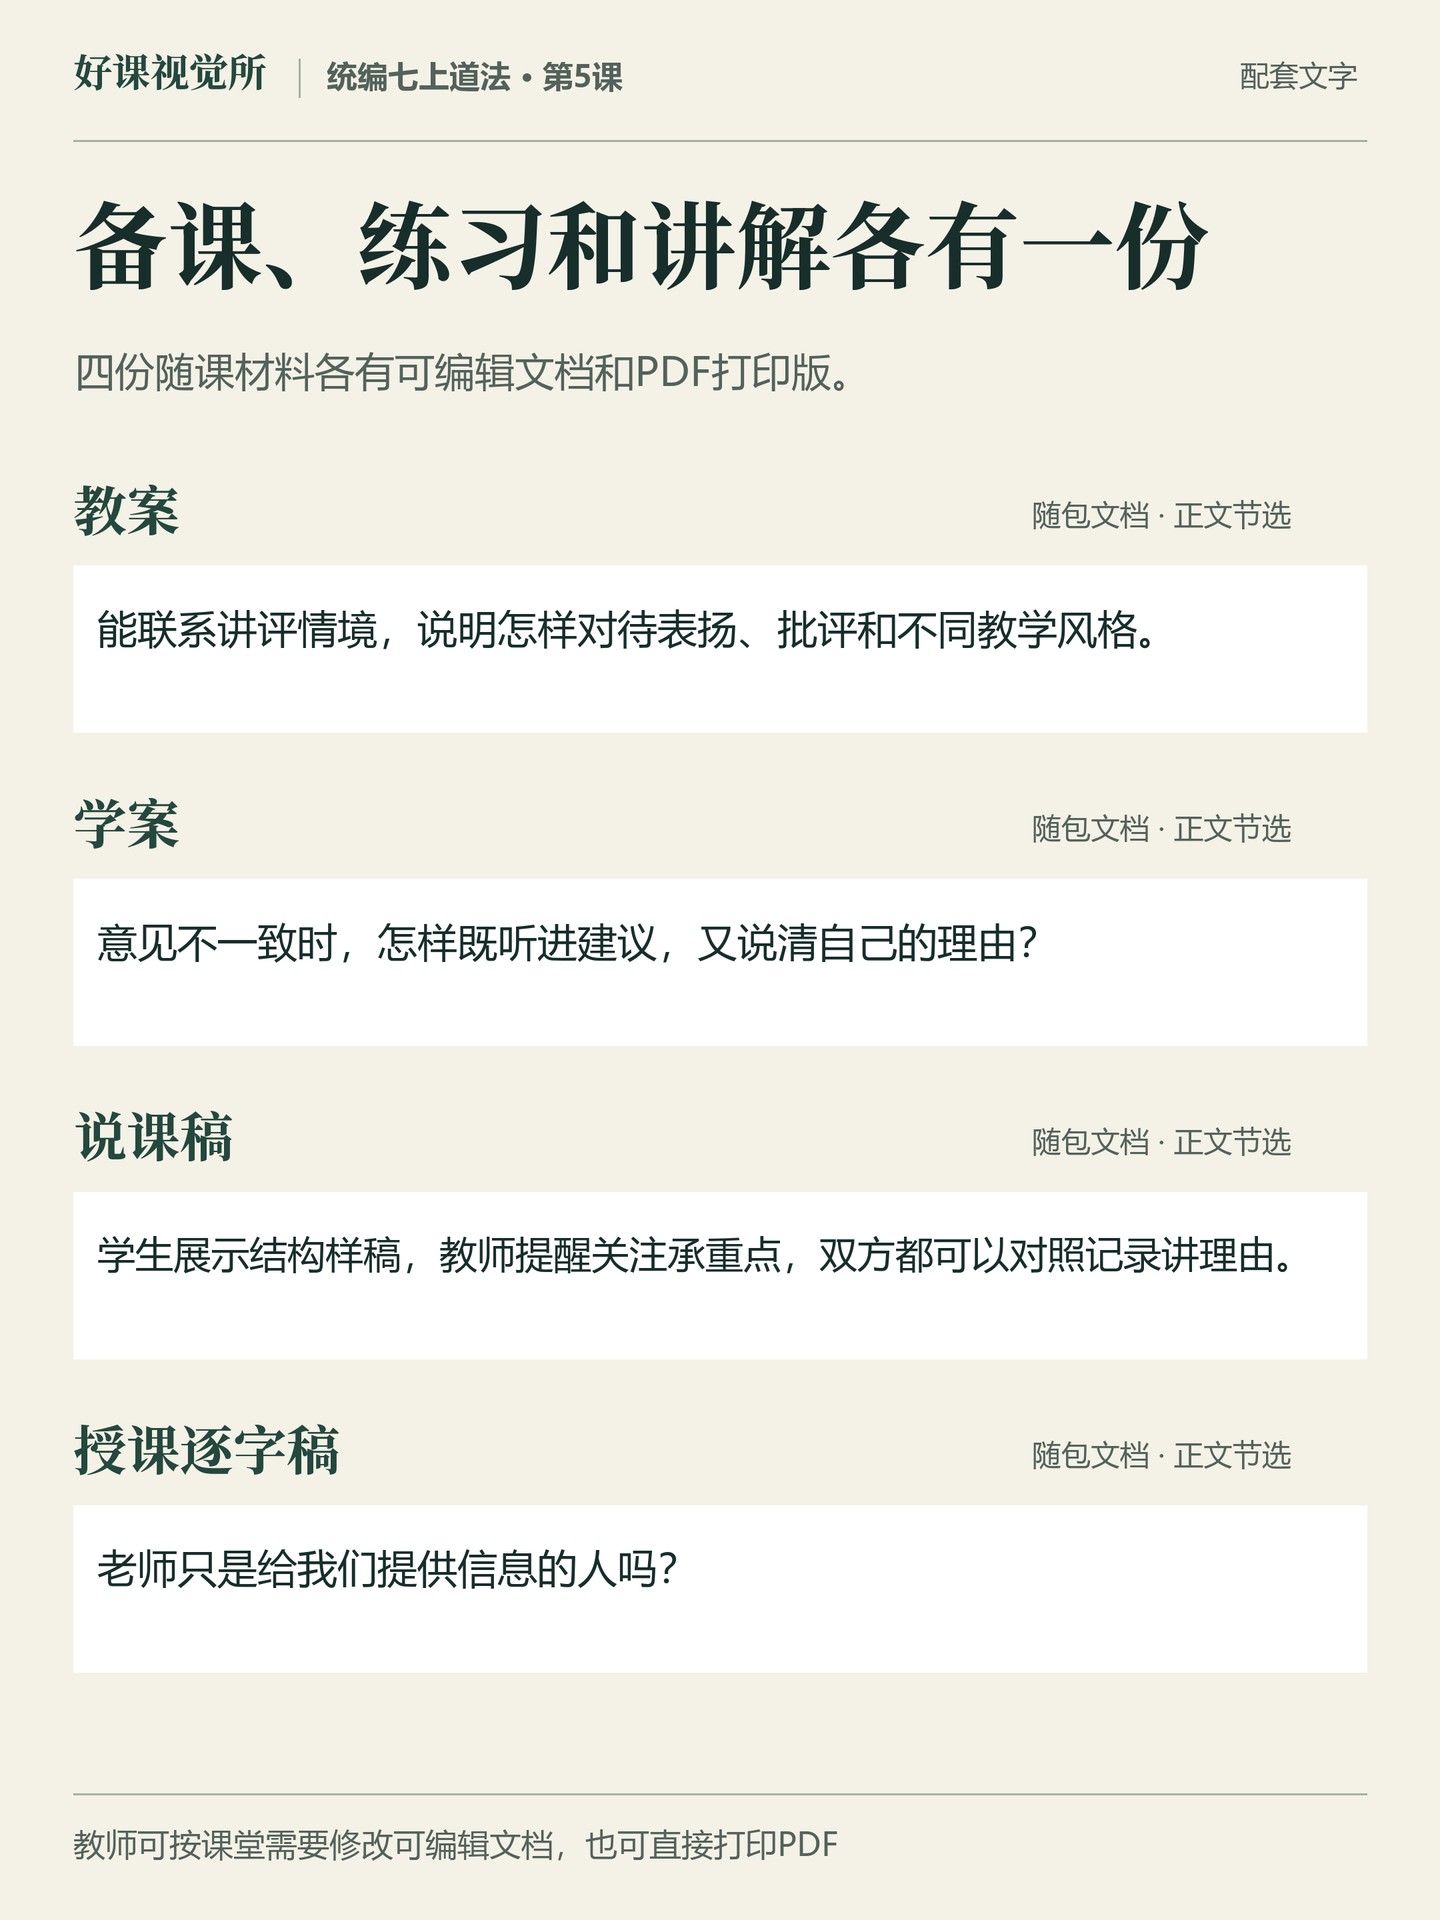 好课视觉所 | 统编七上道法 • 第5课
配套文字
备课、练习和讲解各有一份
四份随课材料各有可编辑文档和PDF打印版。
教案
随包文档 · 正文节选
能联系讲评情境，说明怎样对待表扬、批评和不同教学风格。
学案
随包文档 · 正文节选
意见不一致时，怎样既听进建议，又说清自己的理由？
说课稿
随包文档 · 正文节选
学生展示结构样稿，教师提醒关注承重点，双方都可以对照记录讲理由。
授课逐字稿
随包文档 · 正文节选
老师只是给我们提供信息的人吗？
教师可按课堂需要修改可编辑文档，也可直接打印PDF